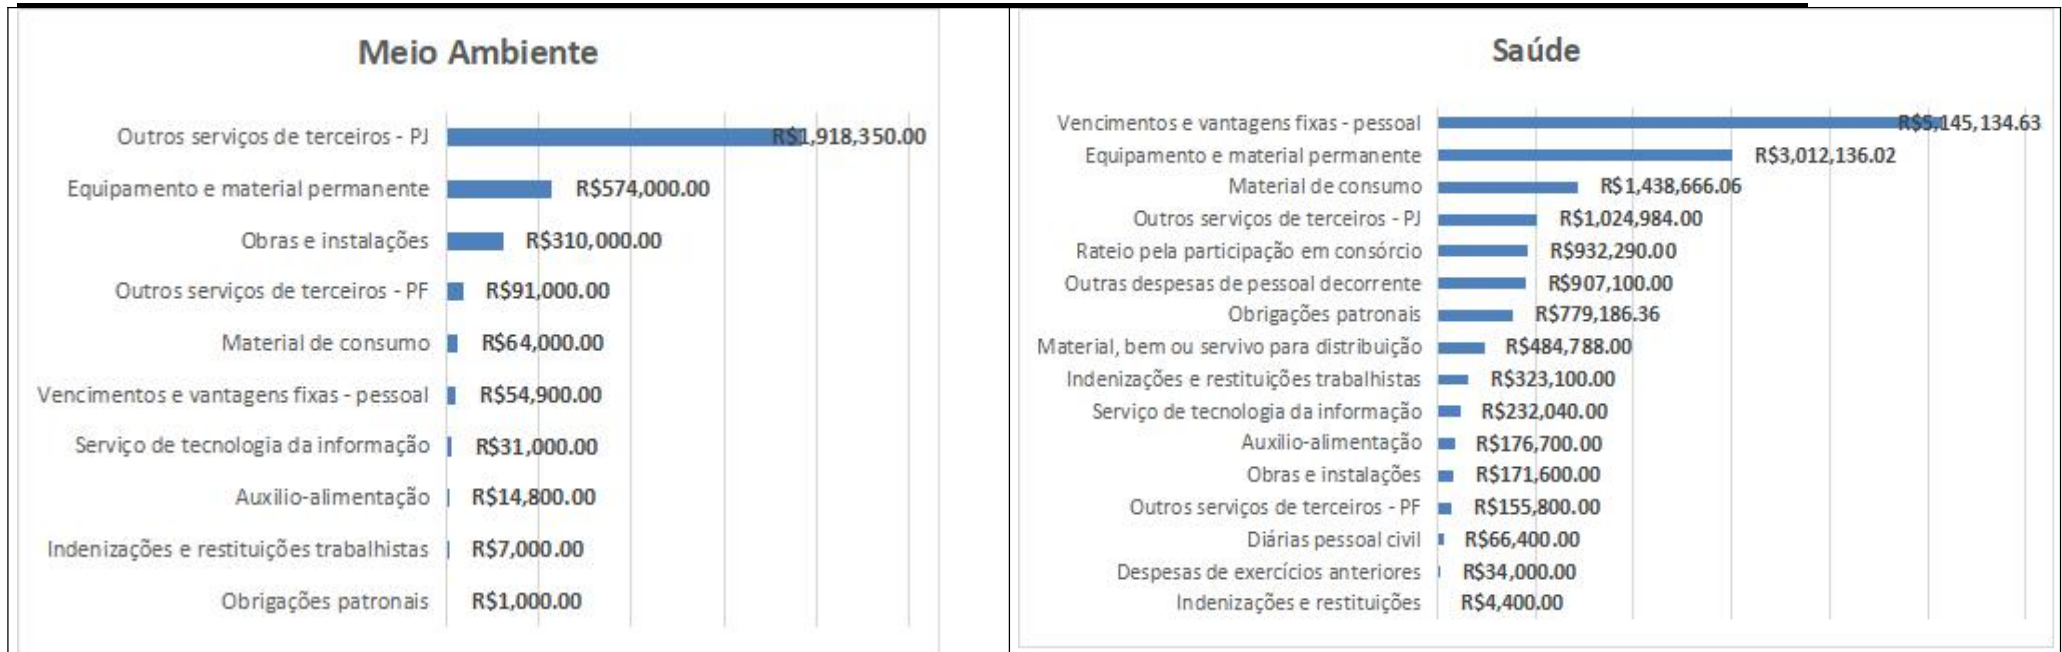 Meio Ambiente
Outros serviços de terceiros - PJ R$1,918,350.00
Equipamento e material permanente R$574,000.00
Obras e instalações R$310,000.00
Outros serviços de terceiros - PF R$91,000.00
Material de consumo R$64,000.00
Vencimentos e vantagens fixas - pessoal R$54,900.00
Serviço de tecnologia da informação R$31,000.00
Auxilio-alimentação R$14,800.00
Indenizações e restituições trabalhistas R$7,000.00
Obrigações patronais R$1,000.00
Saúde
Vencimentos e vantagens fixas - pessoal R$5,145,134.63
Equipamento e material permanente R$3,012,136.02
Material de consumo R$1,438,666.06
Outros serviços de terceiros - PJ R$1,024,984.00
Rateio pela participação em consórcio R$932,290.00
Outras despesas de pessoal decorrente R$907,100.00
Obrigações patronais R$779,186.36
Material, bem ou servivo para distribuição R$484,788.00
Indenizações e restituições trabalhistas R$323,100.00
Serviço de tecnologia da informação R$232,040.00
Auxilio-alimentação R$176,700.00
Obras e instalações R$171,600.00
Outros serviços de terceiros - PF R$155,800.00
Diárias pessoal civil R$66,400.00
Despesas de exercícios anteriores R$34,000.00
Indenizações e restituições R$4,400.00